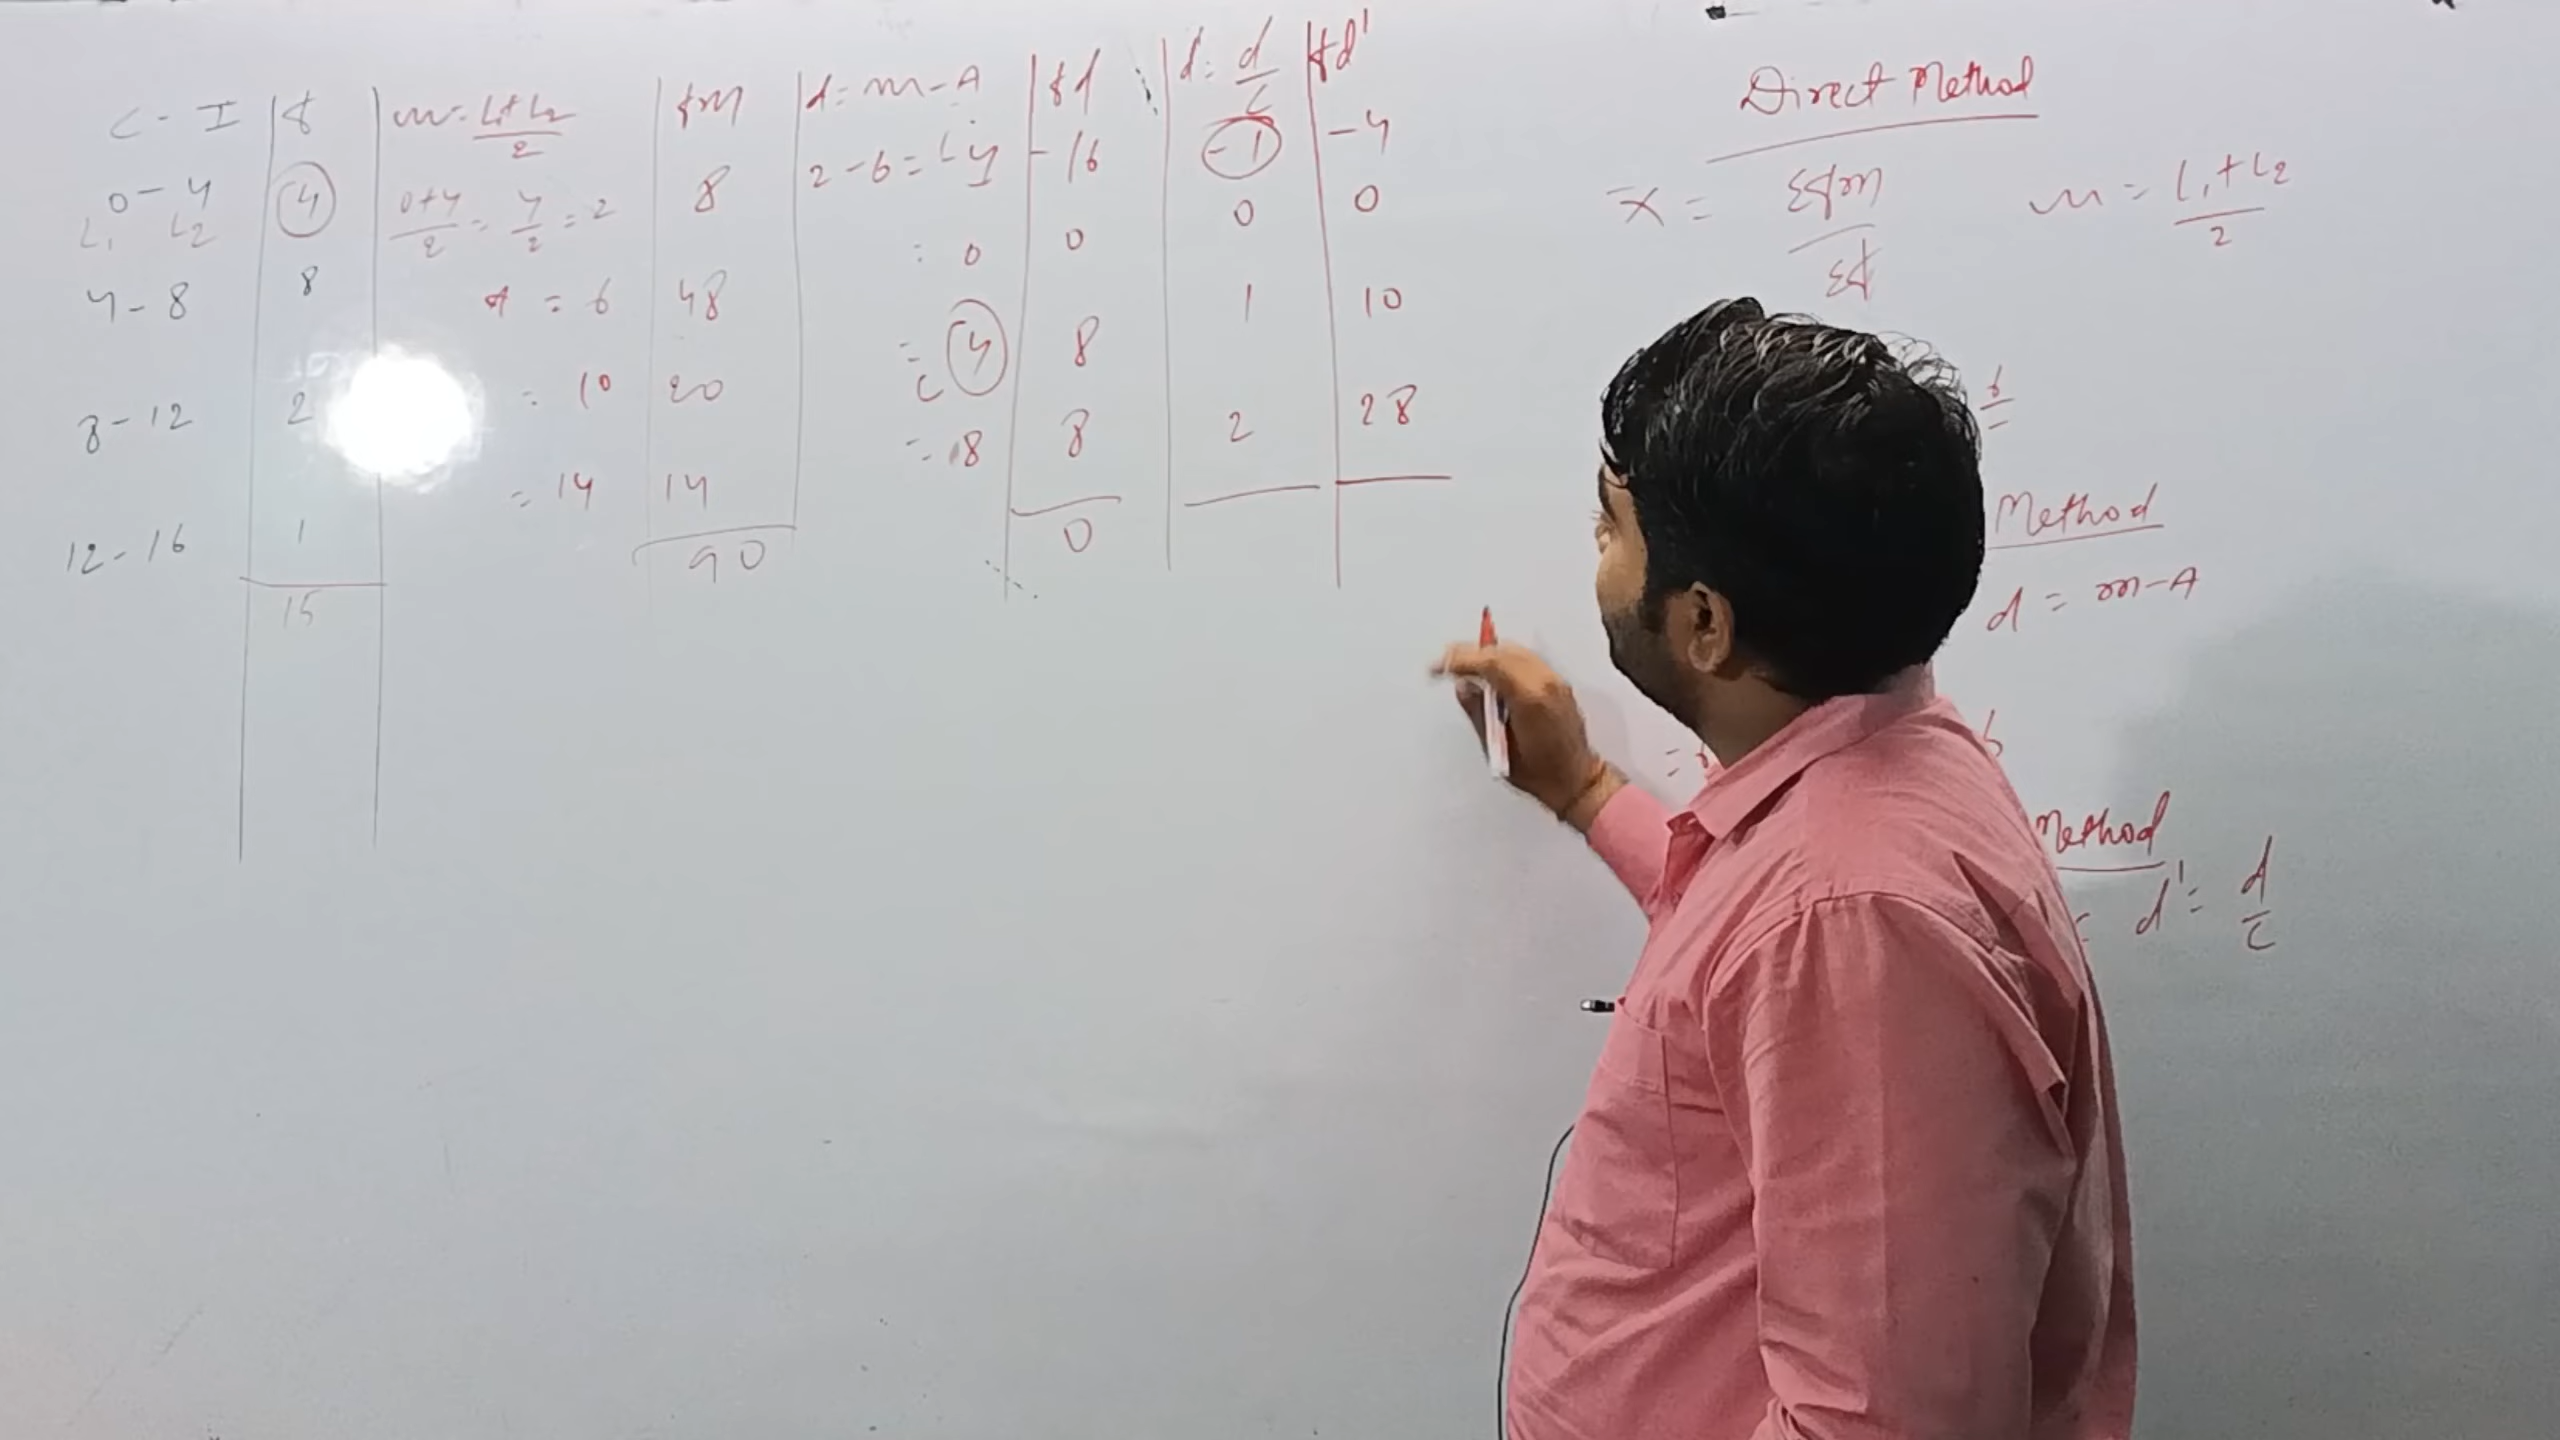 C - I | f | m = L₁+L₂/2 | fm | d = m-A | fd | d = d/c | fd'
0 - 4 | 4 | 0+4/2 = 4/2 = 2 | 8 | 2-6 = -4 | -16 | -1 | -4
L₁ L₂
4-8 | 8 | A = 6 | 48 | = 0 | 0 | 0 | 0
8-12 | 2 | = 10 | 20 | = 4 | 8 | 1 | 10
c
12-16 | 1 | = 14 | 14 | = 8 | 8 | 2 | 28
15 | 90 | 0
Direct Method
x̄ = Σfm/Σf m = L₁+L₂/2
6
Method
d = m-A
=
6
Method
= d' = d/c